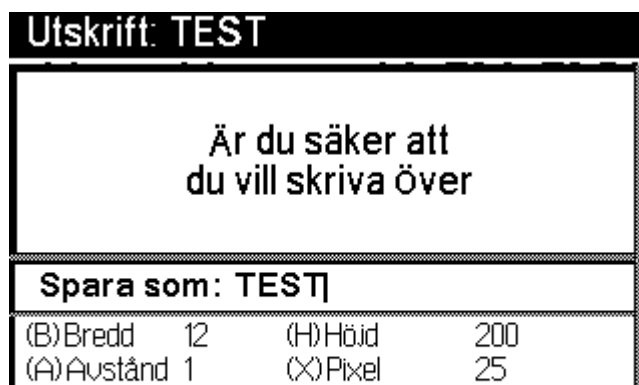 Utskrift: TEST
Är du säker att
du vill skriva över
Spara som: TEST
(B)Bredd 12 (H)Höjd 200
(A)Avstånd 1 (X)Pixel 25